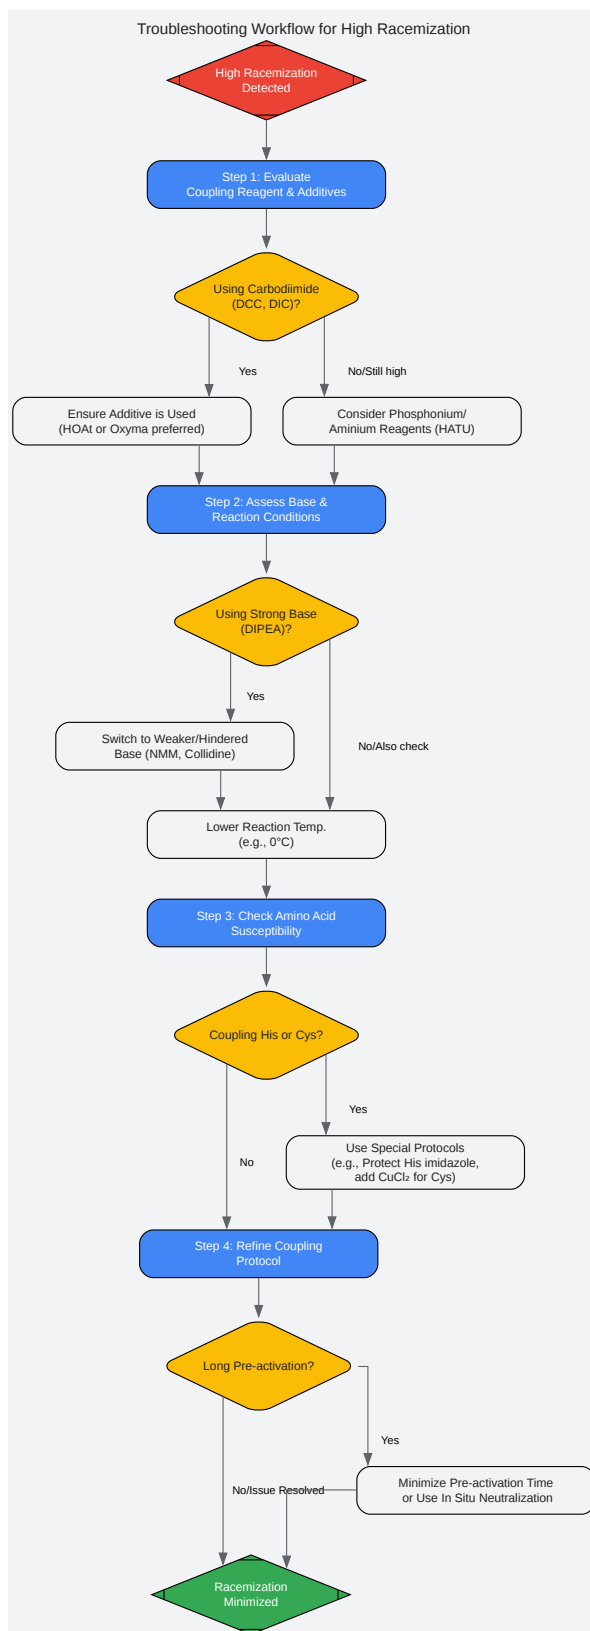 Troubleshooting Workflow for High Racemization
High Racemization
Detected
Step 1: Evaluate
Coupling Reagent & Additives
Using Carbodiimide
(DCC, DIC)?
Yes
No/Still high
Ensure Additive is Used
(HOAt or Oxyma preferred)
Consider Phosphonium/
Aminium Reagents (HATU)
Step 2: Assess Base &
Reaction Conditions
Using Strong Base
(DIPEA)?
Yes
Switch to Weaker/Hindered
Base (NMM, Collidine)
No/Also check
Lower Reaction Temp.
(e.g., 0°C)
Step 3: Check Amino Acid
Susceptibility
Coupling His or Cys?
Yes
No
Use Special Protocols
(e.g., Protect His imidazole,
add CuCl₂ for Cys)
Step 4: Refine Coupling
Protocol
Long Pre-activation?
Yes
Minimize Pre-activation Time
or Use In Situ Neutralization
No/Issue Resolved
Racemization
Minimized